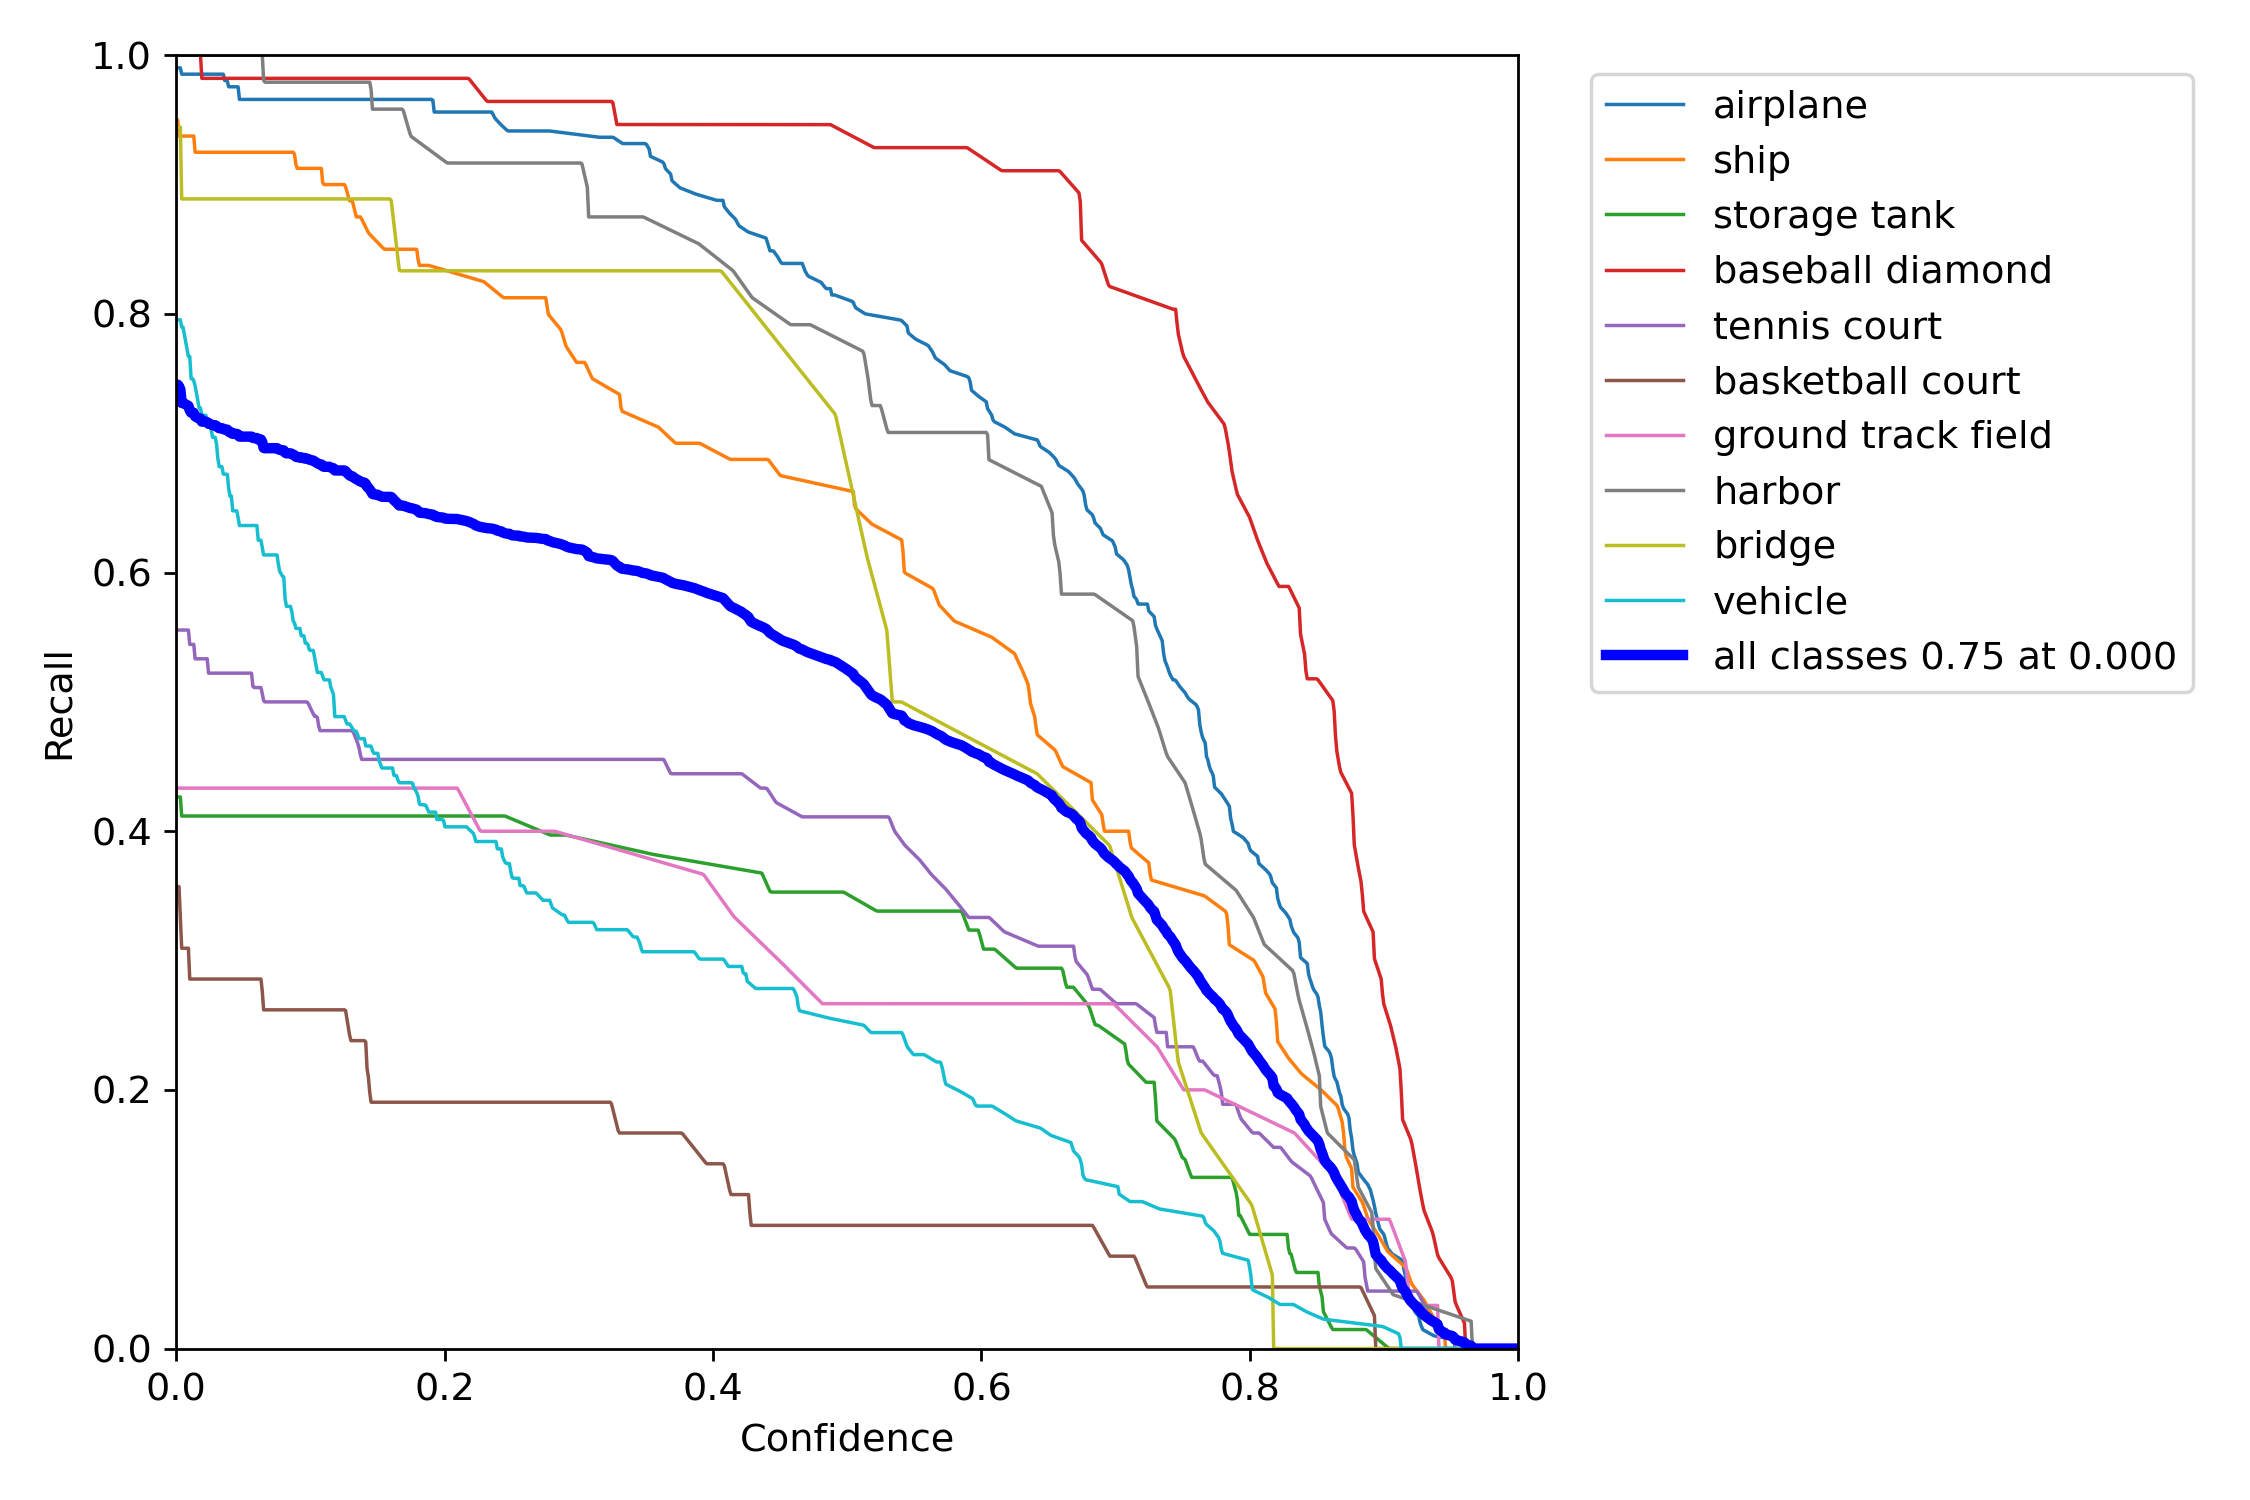 1.0
0.8
0.6
0.4
0.2
0.0
Recall
0.0 0.2 0.4 0.6 0.8 1.0
Confidence
airplane
ship
storage tank
baseball diamond
tennis court
basketball court
ground track field
harbor
bridge
vehicle
all classes 0.75 at 0.000